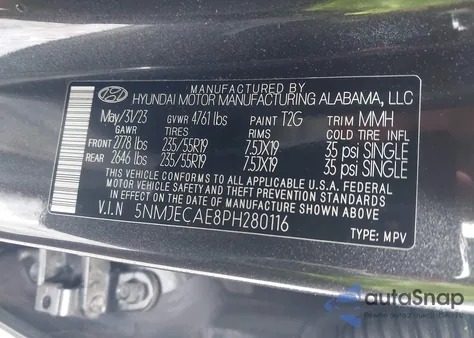 MANUFACTURED BY
HYUNDAI MOTOR MANUFACTURING ALABAMA, LLC
May/31/23 GVWR 4761 lbs PAINT T2G TRIM MMH
GAWR TIRES RIMS COLD TIRE INFL
FRONT 2778 lbs 235/55R19 7.5JX19 35 psi SINGLE
REAR 2646 lbs 235/55R19 7.5JX19 35 psi SINGLE
THIS VEHICLE CONFORMS TO ALL APPLICABLE U.S.A. FEDERAL
MOTOR VEHICLE SAFETY AND THEFT PREVENTION STANDARDS
IN EFFECT ON THE DATE OF MANUFACTURE SHOWN ABOVE.
V.I.N 5NMJECAE8PH280116
TYPE: MPV
autoSnap